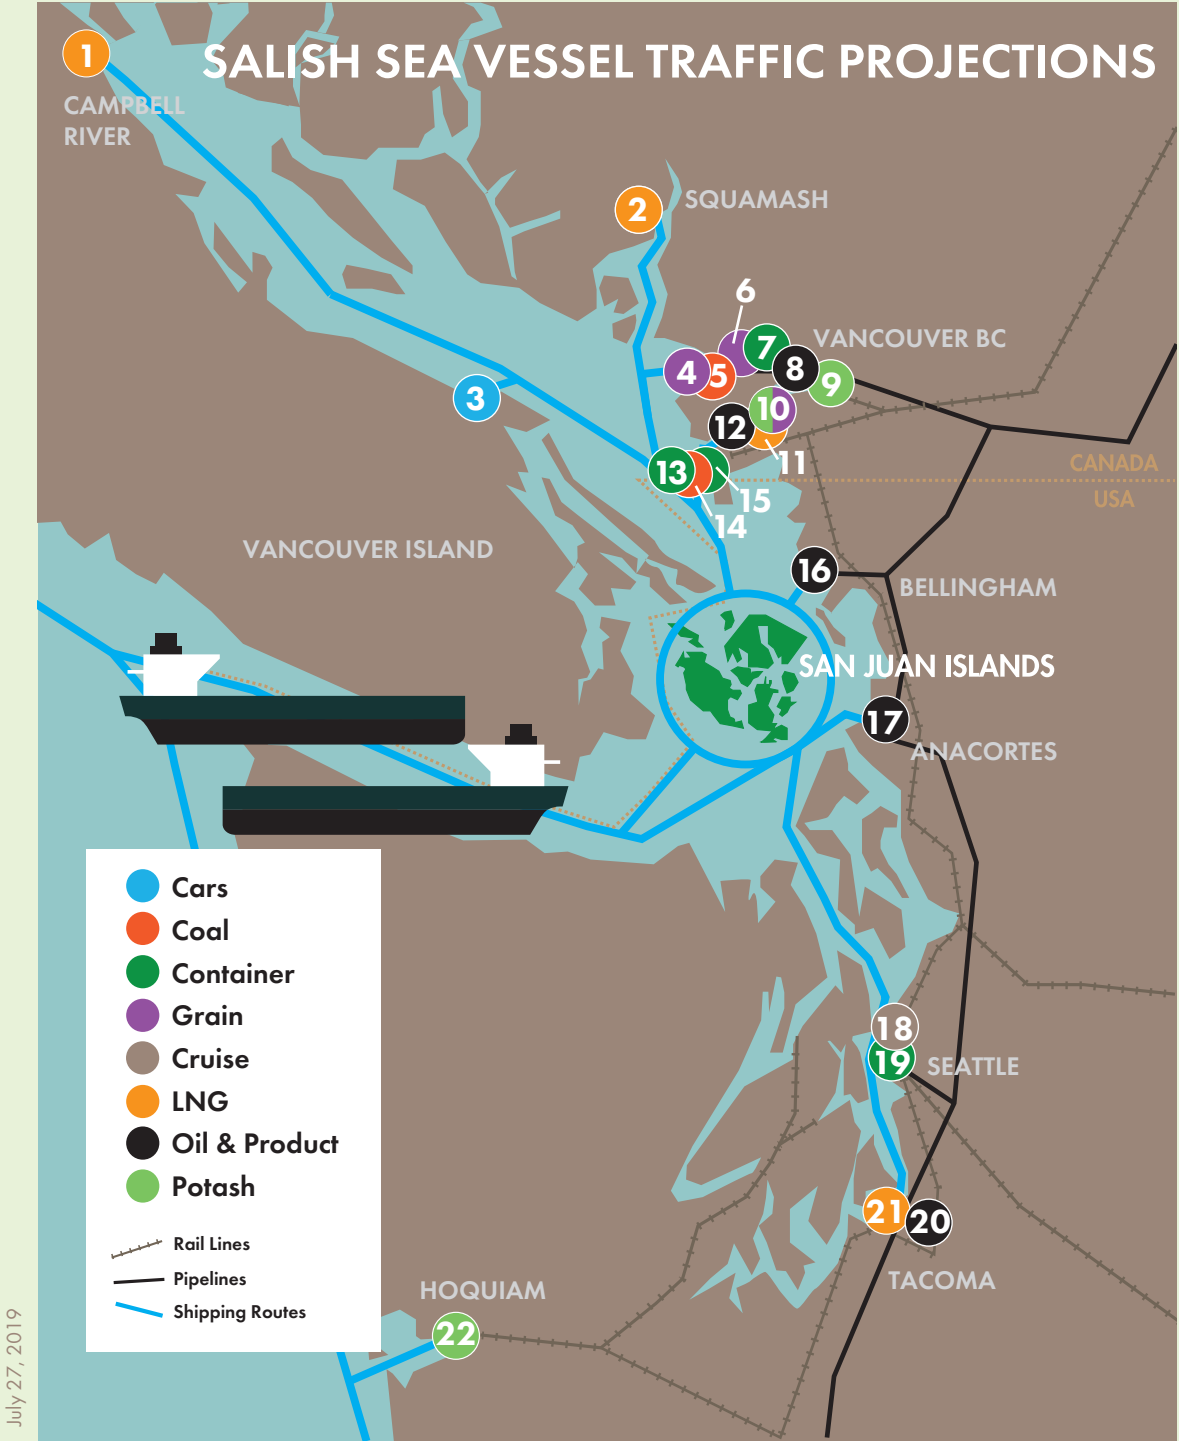 SALISH SEA VESSEL TRAFFIC PROJECTIONS
1
CAMPBELL
RIVER
2
SQUAMASH
6
7
VANCOUVER BC
4
5
8
9
3
10
12
11
13
CANADA
15
USA
14
VANCOUVER ISLAND
16
BELLINGHAM
SAN JUAN ISLANDS
17
ANACORTES
Cars
Coal
Container
Grain
Cruise
LNG
Oil & Product
Potash
Rail Lines
Pipelines
Shipping Routes
18
19
SEATTLE
21
20
TACOMA
HOQUIAM
22
July 27, 2019